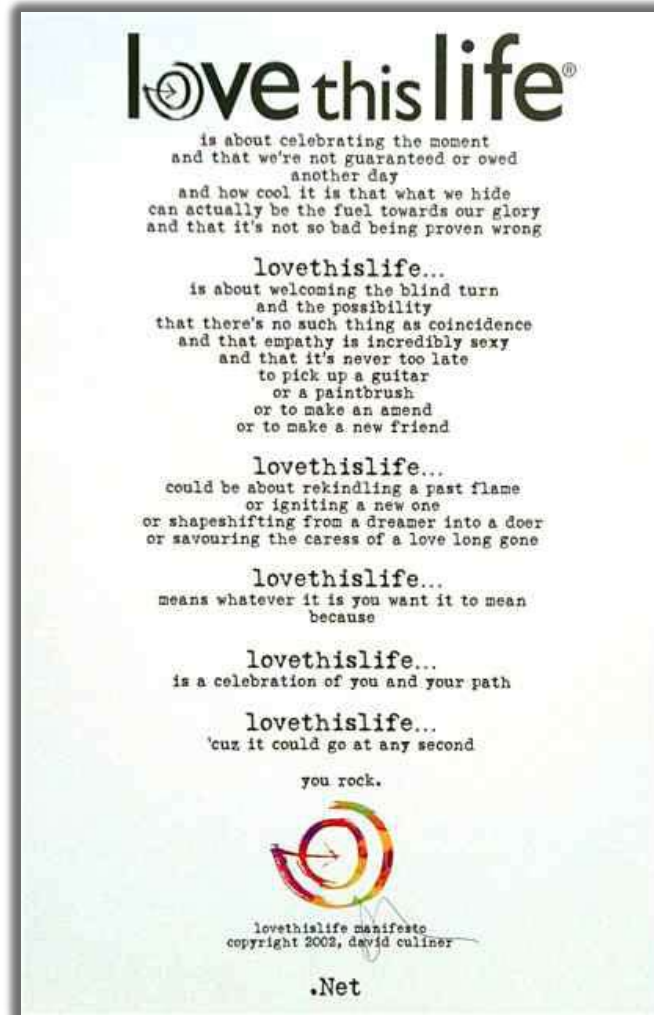 love this life®
is about celebrating the moment
and that we're not guaranteed or owed
another day
and how cool it is that what we hide
can actually be the fuel towards our glory
and that it's not so bad being proven wrong
lovethislife...
is about welcoming the blind turn
and the possibility
that there's no such thing as coincidence
and that empathy is incredibly sexy
and that it's never too late
to pick up a guitar
or a paintbrush
or to make an amend
or to make a new friend
lovethislife...
could be about rekindling a past flame
or igniting a new one
or shapeshifting from a dreamer into a doer
or savouring the caress of a love long gone
lovethislife...
means whatever it is you want it to mean
because
lovethislife...
is a celebration of you and your path
lovethislife...
'cuz it could go at any second
you rock.
lovethislife manifesto
copyright 2002, david culiner
.Net